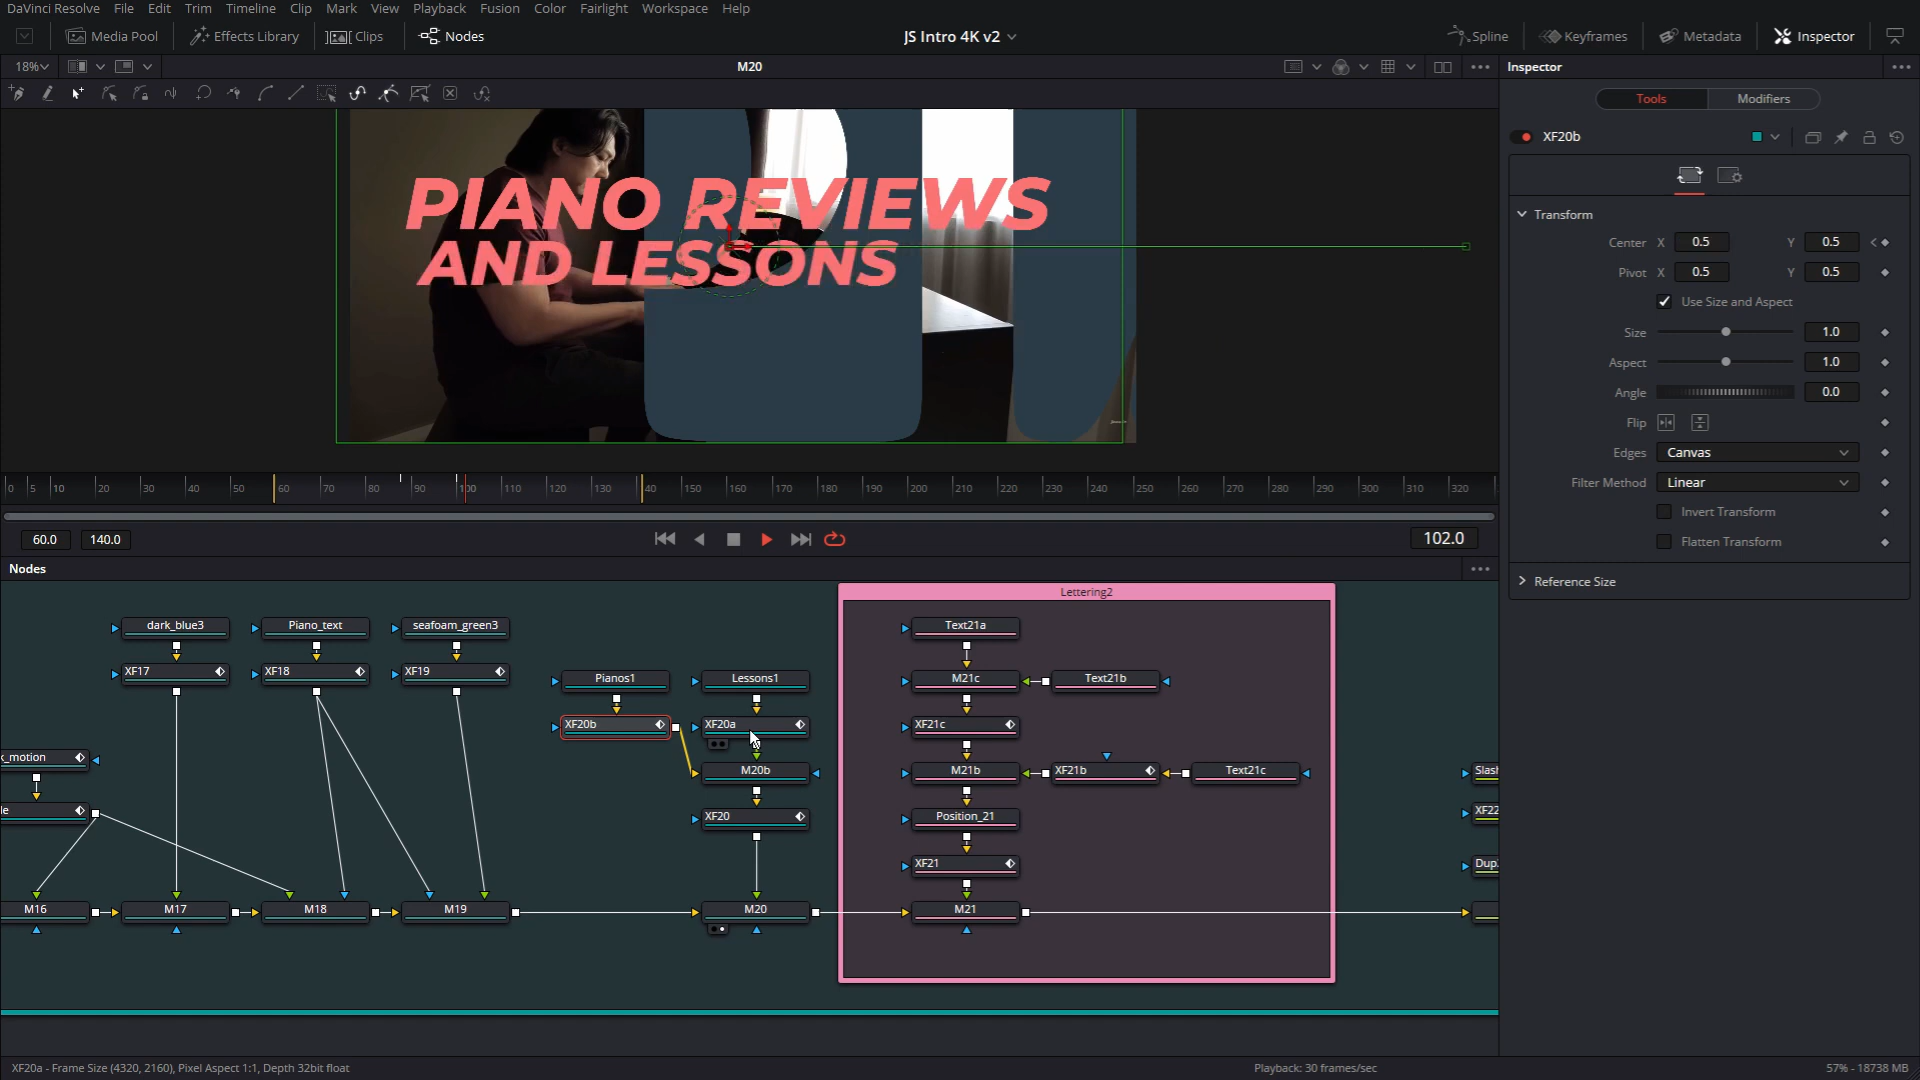 DaVinci Resolve File Edit Trim Timeline Clip Mark View Playback Fusion Color Fairlight Workspace Help
Media Pool Effects Library Clips Nodes JS Intro 4K v2 Spline Keyframes Metadata Inspector
18% M20 Inspector
Tools Modifiers
XF20b
PIANO REVIEWS
AND LESSONS
Transform
Center X 0.5 Y 0.5
Pivot X 0.5 Y 0.5
Use Size and Aspect
Size 1.0
Aspect 1.0
Angle 0.0
Flip
Edges Canvas
Filter Method Linear
Invert Transform
Flatten Transform
Reference Size
0 5 10 20 30 40 50 60 70 80 90 100 110 120 130 40 150 160 170 180 190 200 210 220 230 240 250 260 270 280 290 300 310 320
60.0 140.0 102.0
Nodes
Lettering2
dark_blue3 Piano_text seafoam_green3 Text21a
XF17 XF18 XF19 Pianos1 Lessons1 M21c Text21b
XF20b XF20a XF21c
k_motion M20b M21b XF21b Text21c Slash
le XF20 Position_21 XF22
XF21 Dup
M16 M17 M18 M19 M20 M21
XF20a - Frame Size (4320, 2160), Pixel Aspect 1:1, Depth 32bit float Playback: 30 frames/sec 57% - 18738 MB